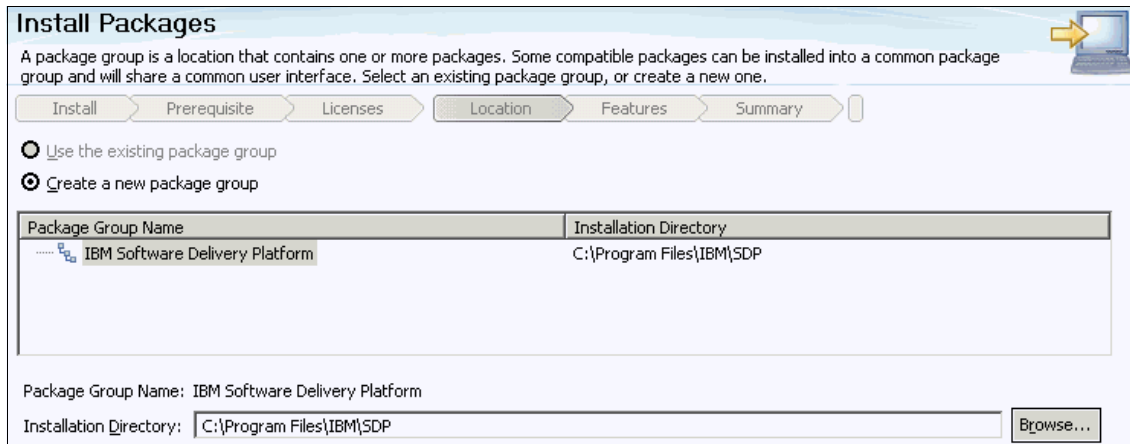 Install Packages
A package group is a location that contains one or more packages. Some compatible packages can be installed into a common package
group and will share a common user interface. Select an existing package group, or create a new one.
Install Prerequisite Licenses Location Features Summary
Use the existing package group
Create a new package group
Package Group Name Installation Directory
IBM Software Delivery Platform C:\Program Files\IBM\SDP
Package Group Name: IBM Software Delivery Platform
Installation Directory: C:\Program Files\IBM\SDP Browse...